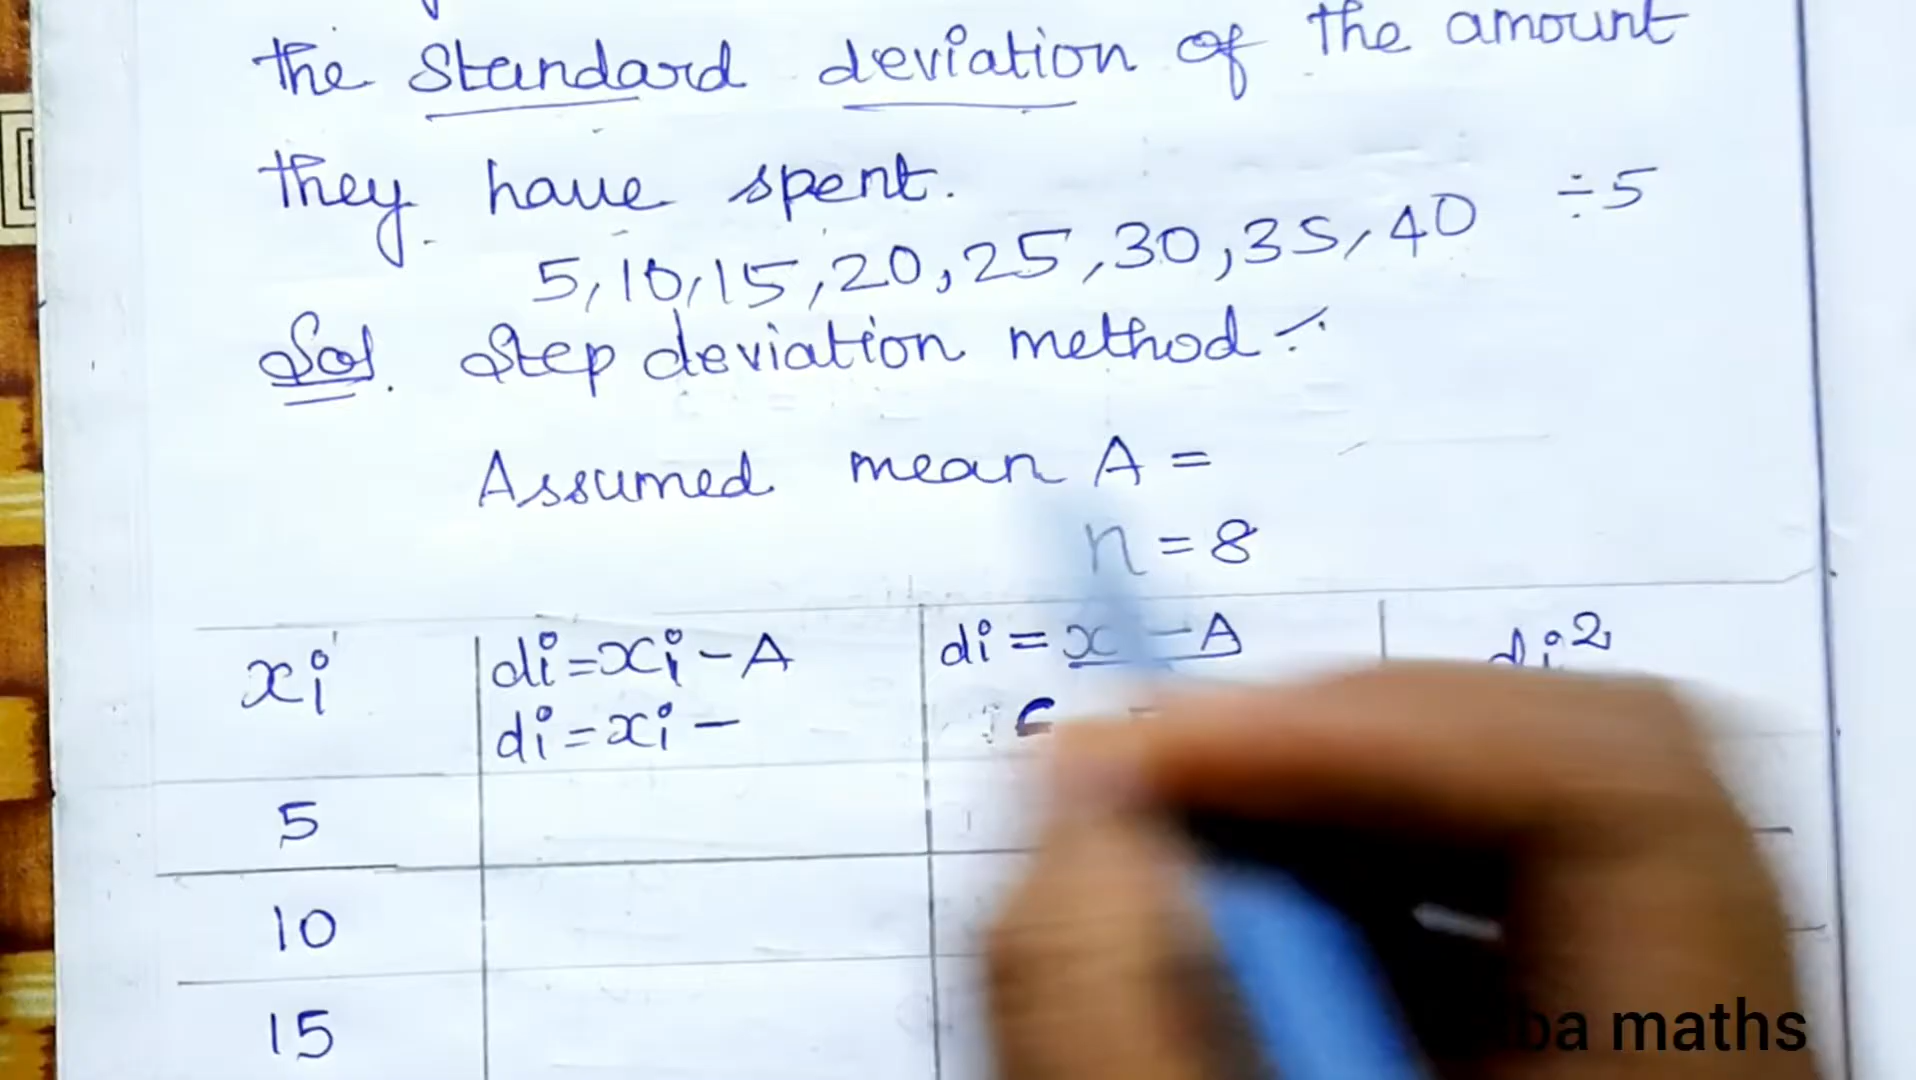 the standard deviation of the amount
they have spent.
5, 10, 15, 20, 25, 30, 35, 40 ÷5
Sol. Step deviation method :-
Assumed mean A =
n = 8
xi di = xi - A di = x - A di²
di = xi - c
5
10
15
ba maths